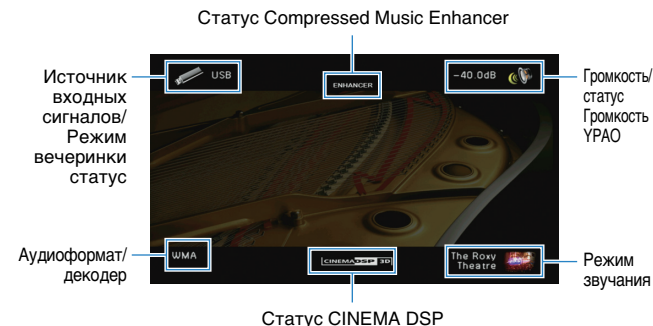 Статус Compressed Music Enhancer
Источник
входных
сигналов/
Режим
вечеринки
статус
USB
ENHANCER
-40.0dB
Громкость/
статус
Громкость
YPAO
Аудиоформат/
декодер
WMA
CINEMA DSP 3D
The Roxy
Theatre
Режим
звучания
Статус CINEMA DSP